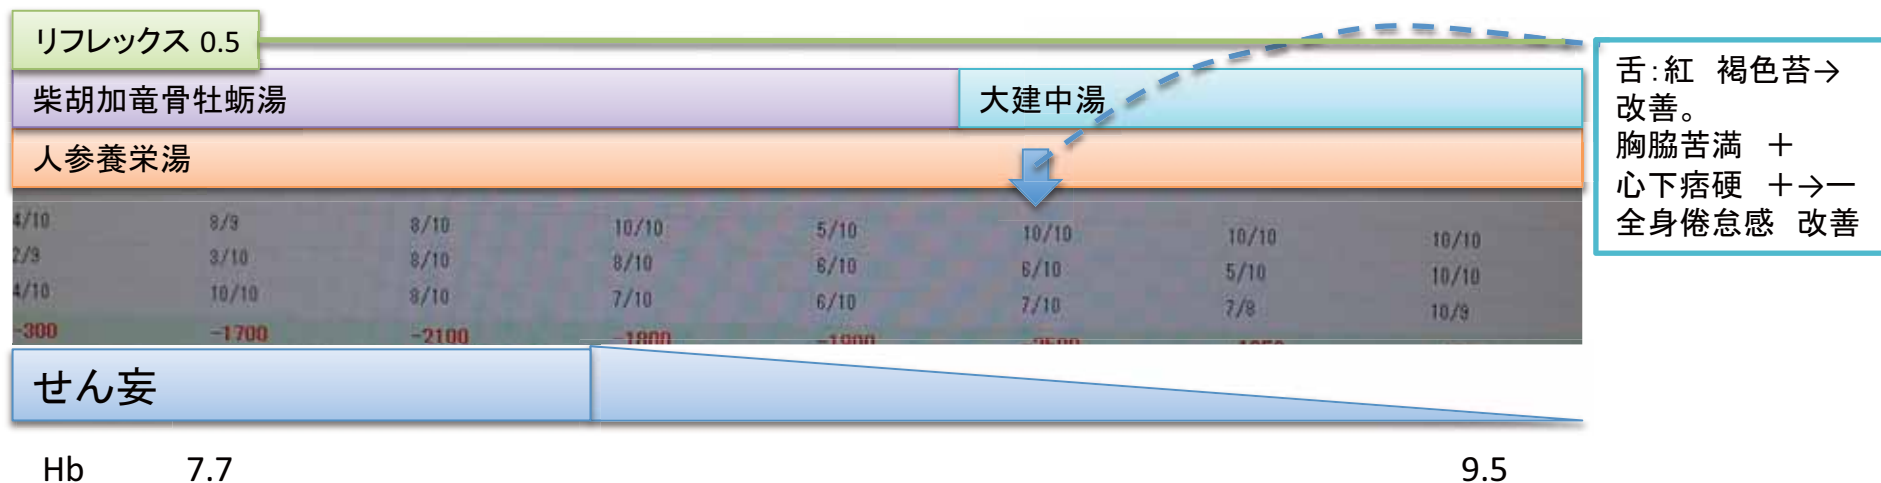 リフレックス 0.5
柴胡加竜骨牡蛎湯
大建中湯
人参養栄湯
舌:紅 褐色苔→
改善。
胸脇苦満 +
心下痞硬 +→ー
全身倦怠感 改善
4/10 8/9 8/10 10/10 5/10 10/10 10/10 10/10
2/9 3/10 8/10 8/10 6/10 6/10 5/10 10/10
4/10 10/10 8/10 7/10 6/10 7/10 7/8 10/9
-300 -1700 -2100 -1800 -1900
せん妄
Hb 7.7 9.5